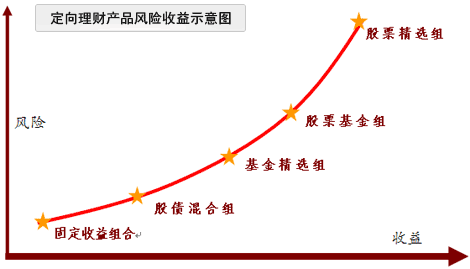 定向理财产品风险收益示意图
股票精选组
风险
股票基金组
基金精选组
股债混合组
固定收益组合
收益